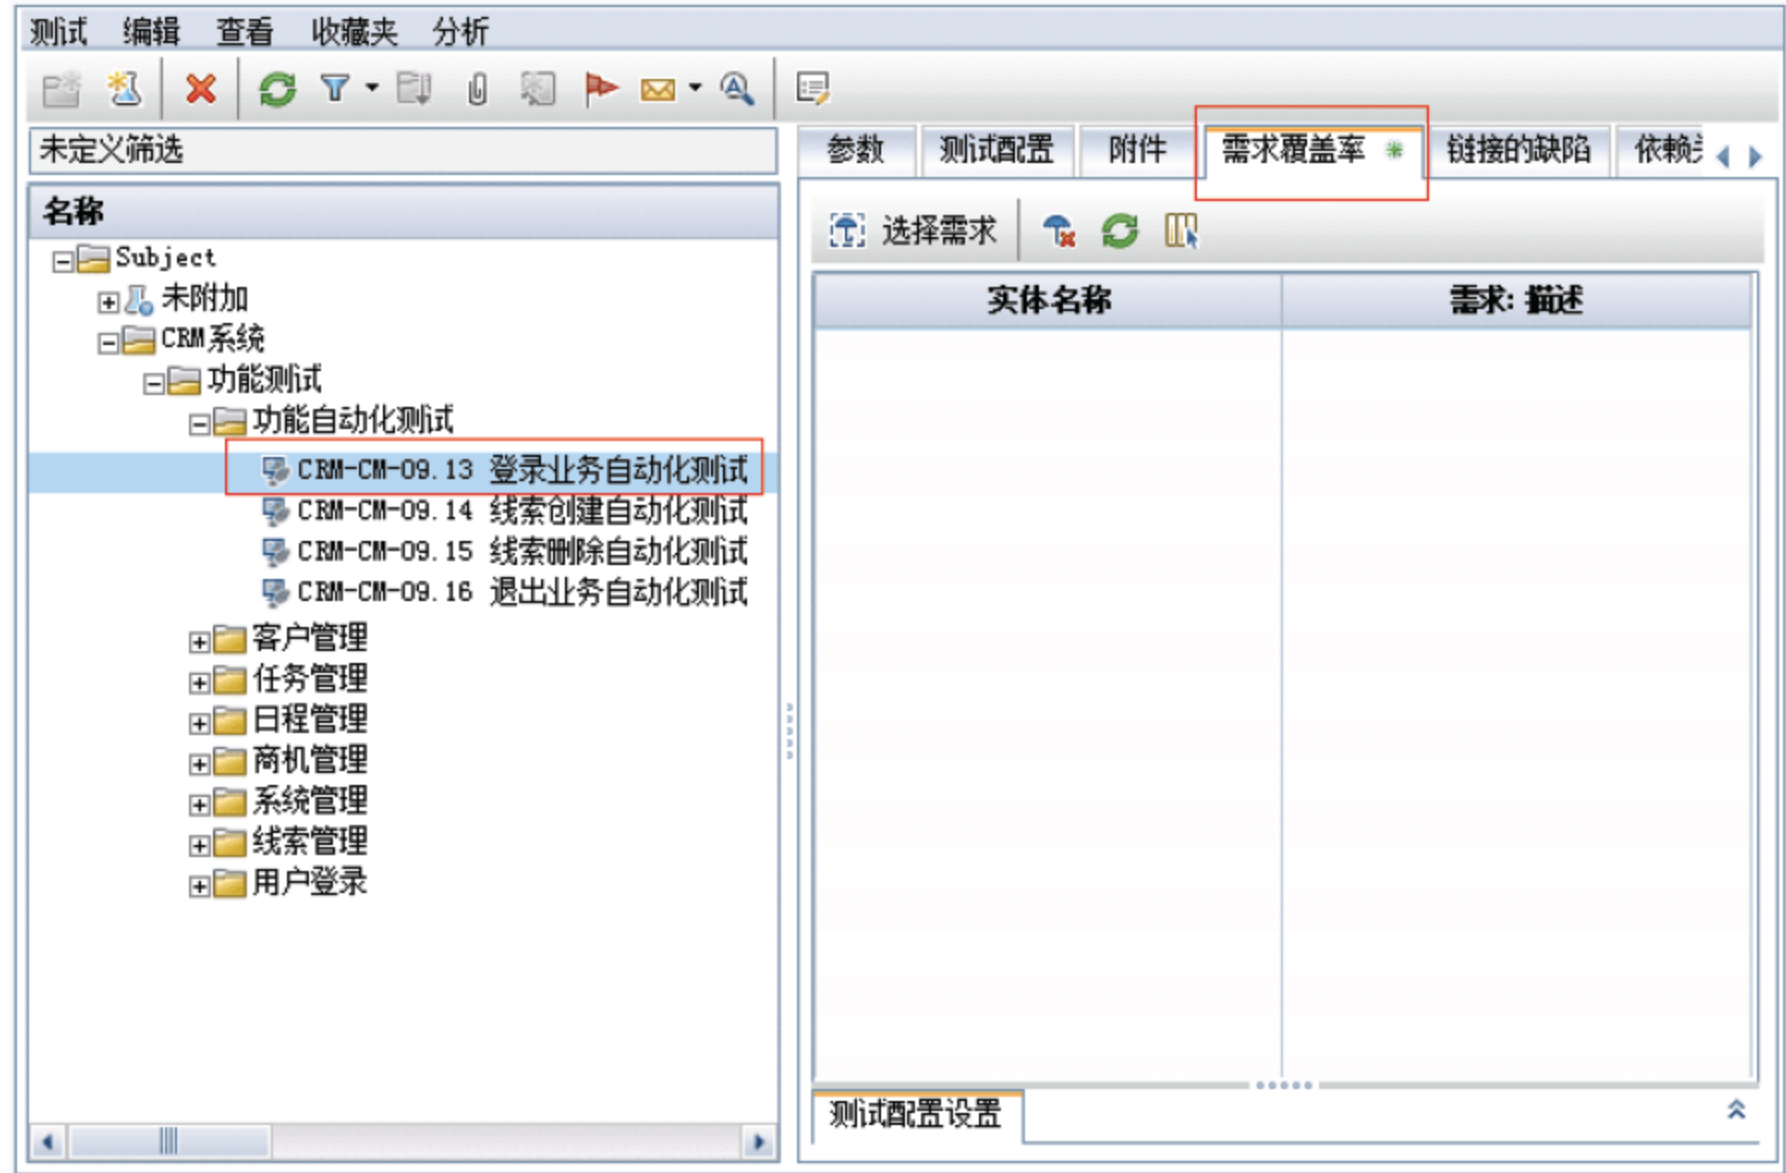 测试 编辑 查看 收藏夹 分析
未定义筛选
参数 测试配置 附件 需求覆盖率 链接的缺陷 依赖
名称
选择需求
Subject
未附加
CRM系统
功能测试
功能自动化测试
CRM-CM-09.13 登录业务自动化测试
CRM-CM-09.14 线索创建自动化测试
CRM-CM-09.15 线索删除自动化测试
CRM-CM-09.16 退出业务自动化测试
客户管理
任务管理
日程管理
商机管理
系统管理
线索管理
用户登录
实体名称 需求: 描述
测试配置设置